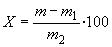 X = (m − m₁)/m₂ · 100